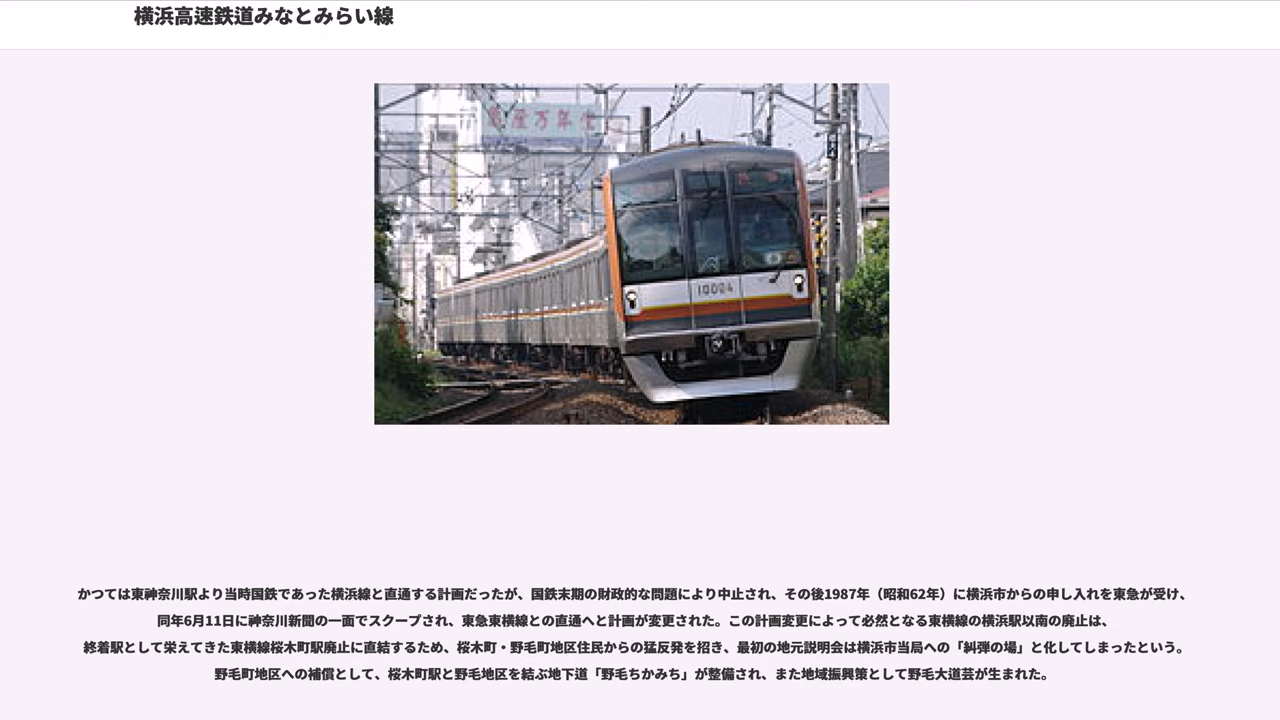 横浜高速鉄道みなとみらい線
万年
10004
かつては東神奈川駅より当時国鉄であった横浜線と直通する計画だったが、国鉄末期の財政的な問題により中止され、その後1987年（昭和62年）に横浜市からの申し入れを東急が受け、
同年6月11日に神奈川新聞の一面でスクープされ、東急東横線との直通へと計画が変更された。この計画変更によって必然となる東横線の横浜駅以南の廃止は、
終着駅として栄えてきた東横線桜木町駅廃止に直結するため、桜木町・野毛町地区住民からの猛反発を招き、最初の地元説明会は横浜市当局への「糾弾の場」と化してしまったという。
野毛町地区への補償として、桜木町駅と野毛地区を結ぶ地下道「野毛ちかみち」が整備され、また地域振興策として野毛大道芸が生まれた。